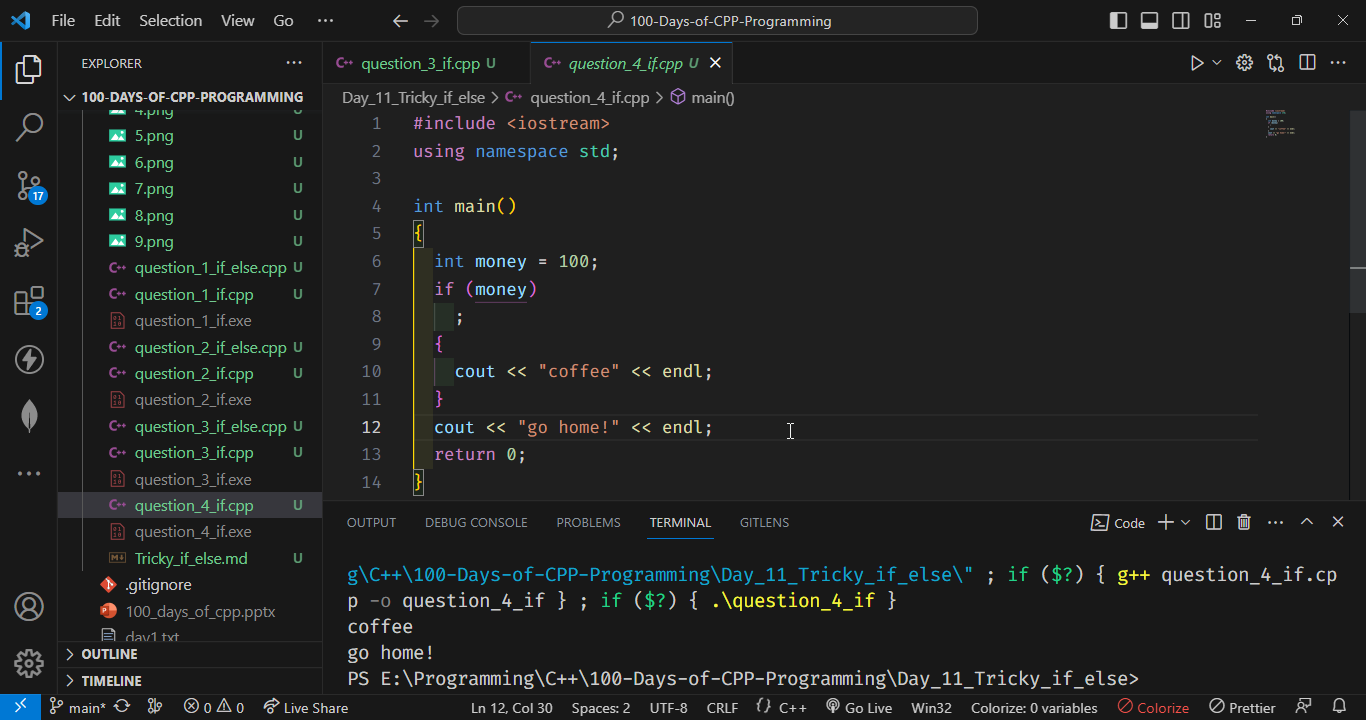 File Edit Selection View Go ··· 100-Days-of-CPP-Programming
EXPLORER ···
100-DAYS-OF-CPP-PROGRAMMING
4.png U
5.png U
6.png U
7.png U
8.png U
9.png U
question_1_if_else.cpp U
question_1_if.cpp U
question_1_if.exe
question_2_if_else.cpp U
question_2_if.cpp U
question_2_if.exe
question_3_if_else.cpp U
question_3_if.cpp U
question_3_if.exe
question_4_if.cpp U
question_4_if.exe
Tricky_if_else.md U
.gitignore
100_days_of_cpp.pptx
day1.txt
OUTLINE
TIMELINE
17
2
question_3_if.cpp U question_4_if.cpp U
Day_11_Tricky_if_else > question_4_if.cpp > main()
1 #include <iostream>
2 using namespace std;
3
4 int main()
5 {
6 int money = 100;
7 if (money)
8 ;
9 {
10 cout << "coffee" << endl;
11 }
12 cout << "go home!" << endl;
13 return 0;
14 }
OUTPUT DEBUG CONSOLE PROBLEMS TERMINAL GITLENS Code
g\C++\100-Days-of-CPP-Programming\Day_11_Tricky_if_else\" ; if ($?) { g++ question_4_if.cp
p -o question_4_if } ; if ($?) { .\question_4_if }
coffee
go home!
PS E:\Programming\C++\100-Days-of-CPP-Programming\Day_11_Tricky_if_else>
main* 0 0 Live Share Ln 12, Col 30 Spaces: 2 UTF-8 CRLF {} C++ Go Live Win32 Colorize: 0 variables Colorize Prettier